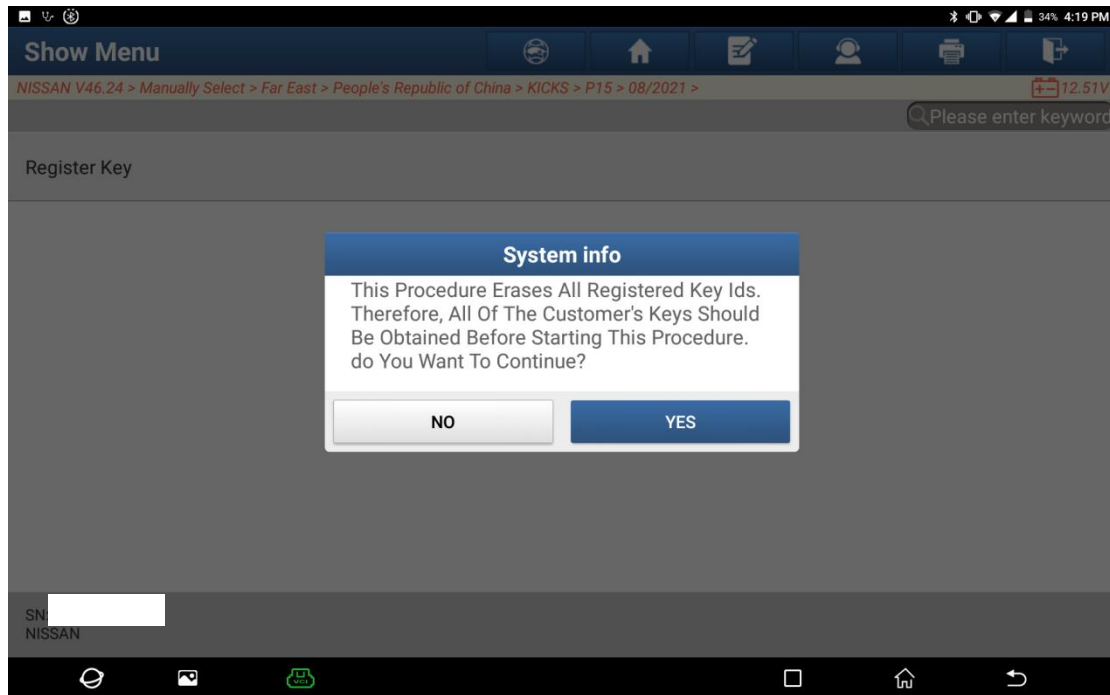 34% 4:19 PM
Show Menu
NISSAN V46.24 > Manually Select > Far East > People's Republic of China > KICKS > P15 > 08/2021 >
12.51V
Please enter keyword
Register Key
System info
This Procedure Erases All Registered Key Ids.
Therefore, All Of The Customer's Keys Should
Be Obtained Before Starting This Procedure.
do You Want To Continue?
NO
YES
SN:
NISSAN
VCI